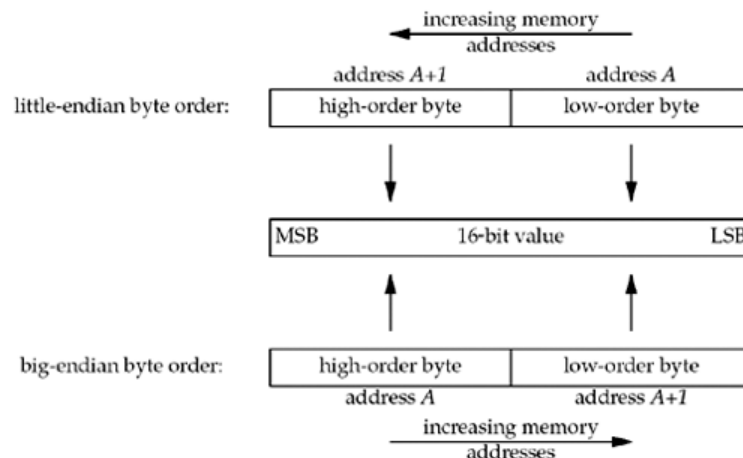 increasing memory
addresses
address A+1 address A
little-endian byte order: high-order byte low-order byte
MSB 16-bit value LSB
big-endian byte order: high-order byte low-order byte
address A address A+1
increasing memory
addresses